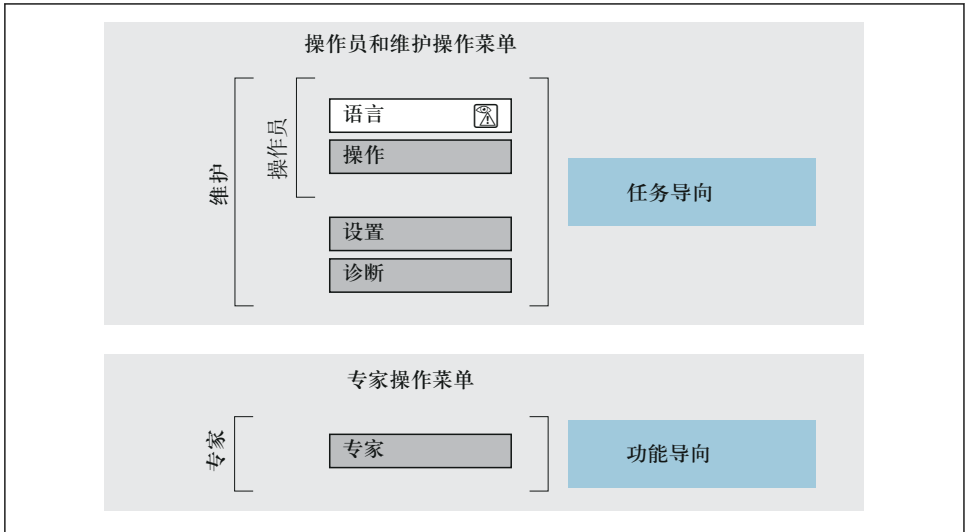 操作员和维护操作菜单
维护
操作员
语言
操作
设置
诊断
任务导向
专家操作菜单
专家
专家
功能导向